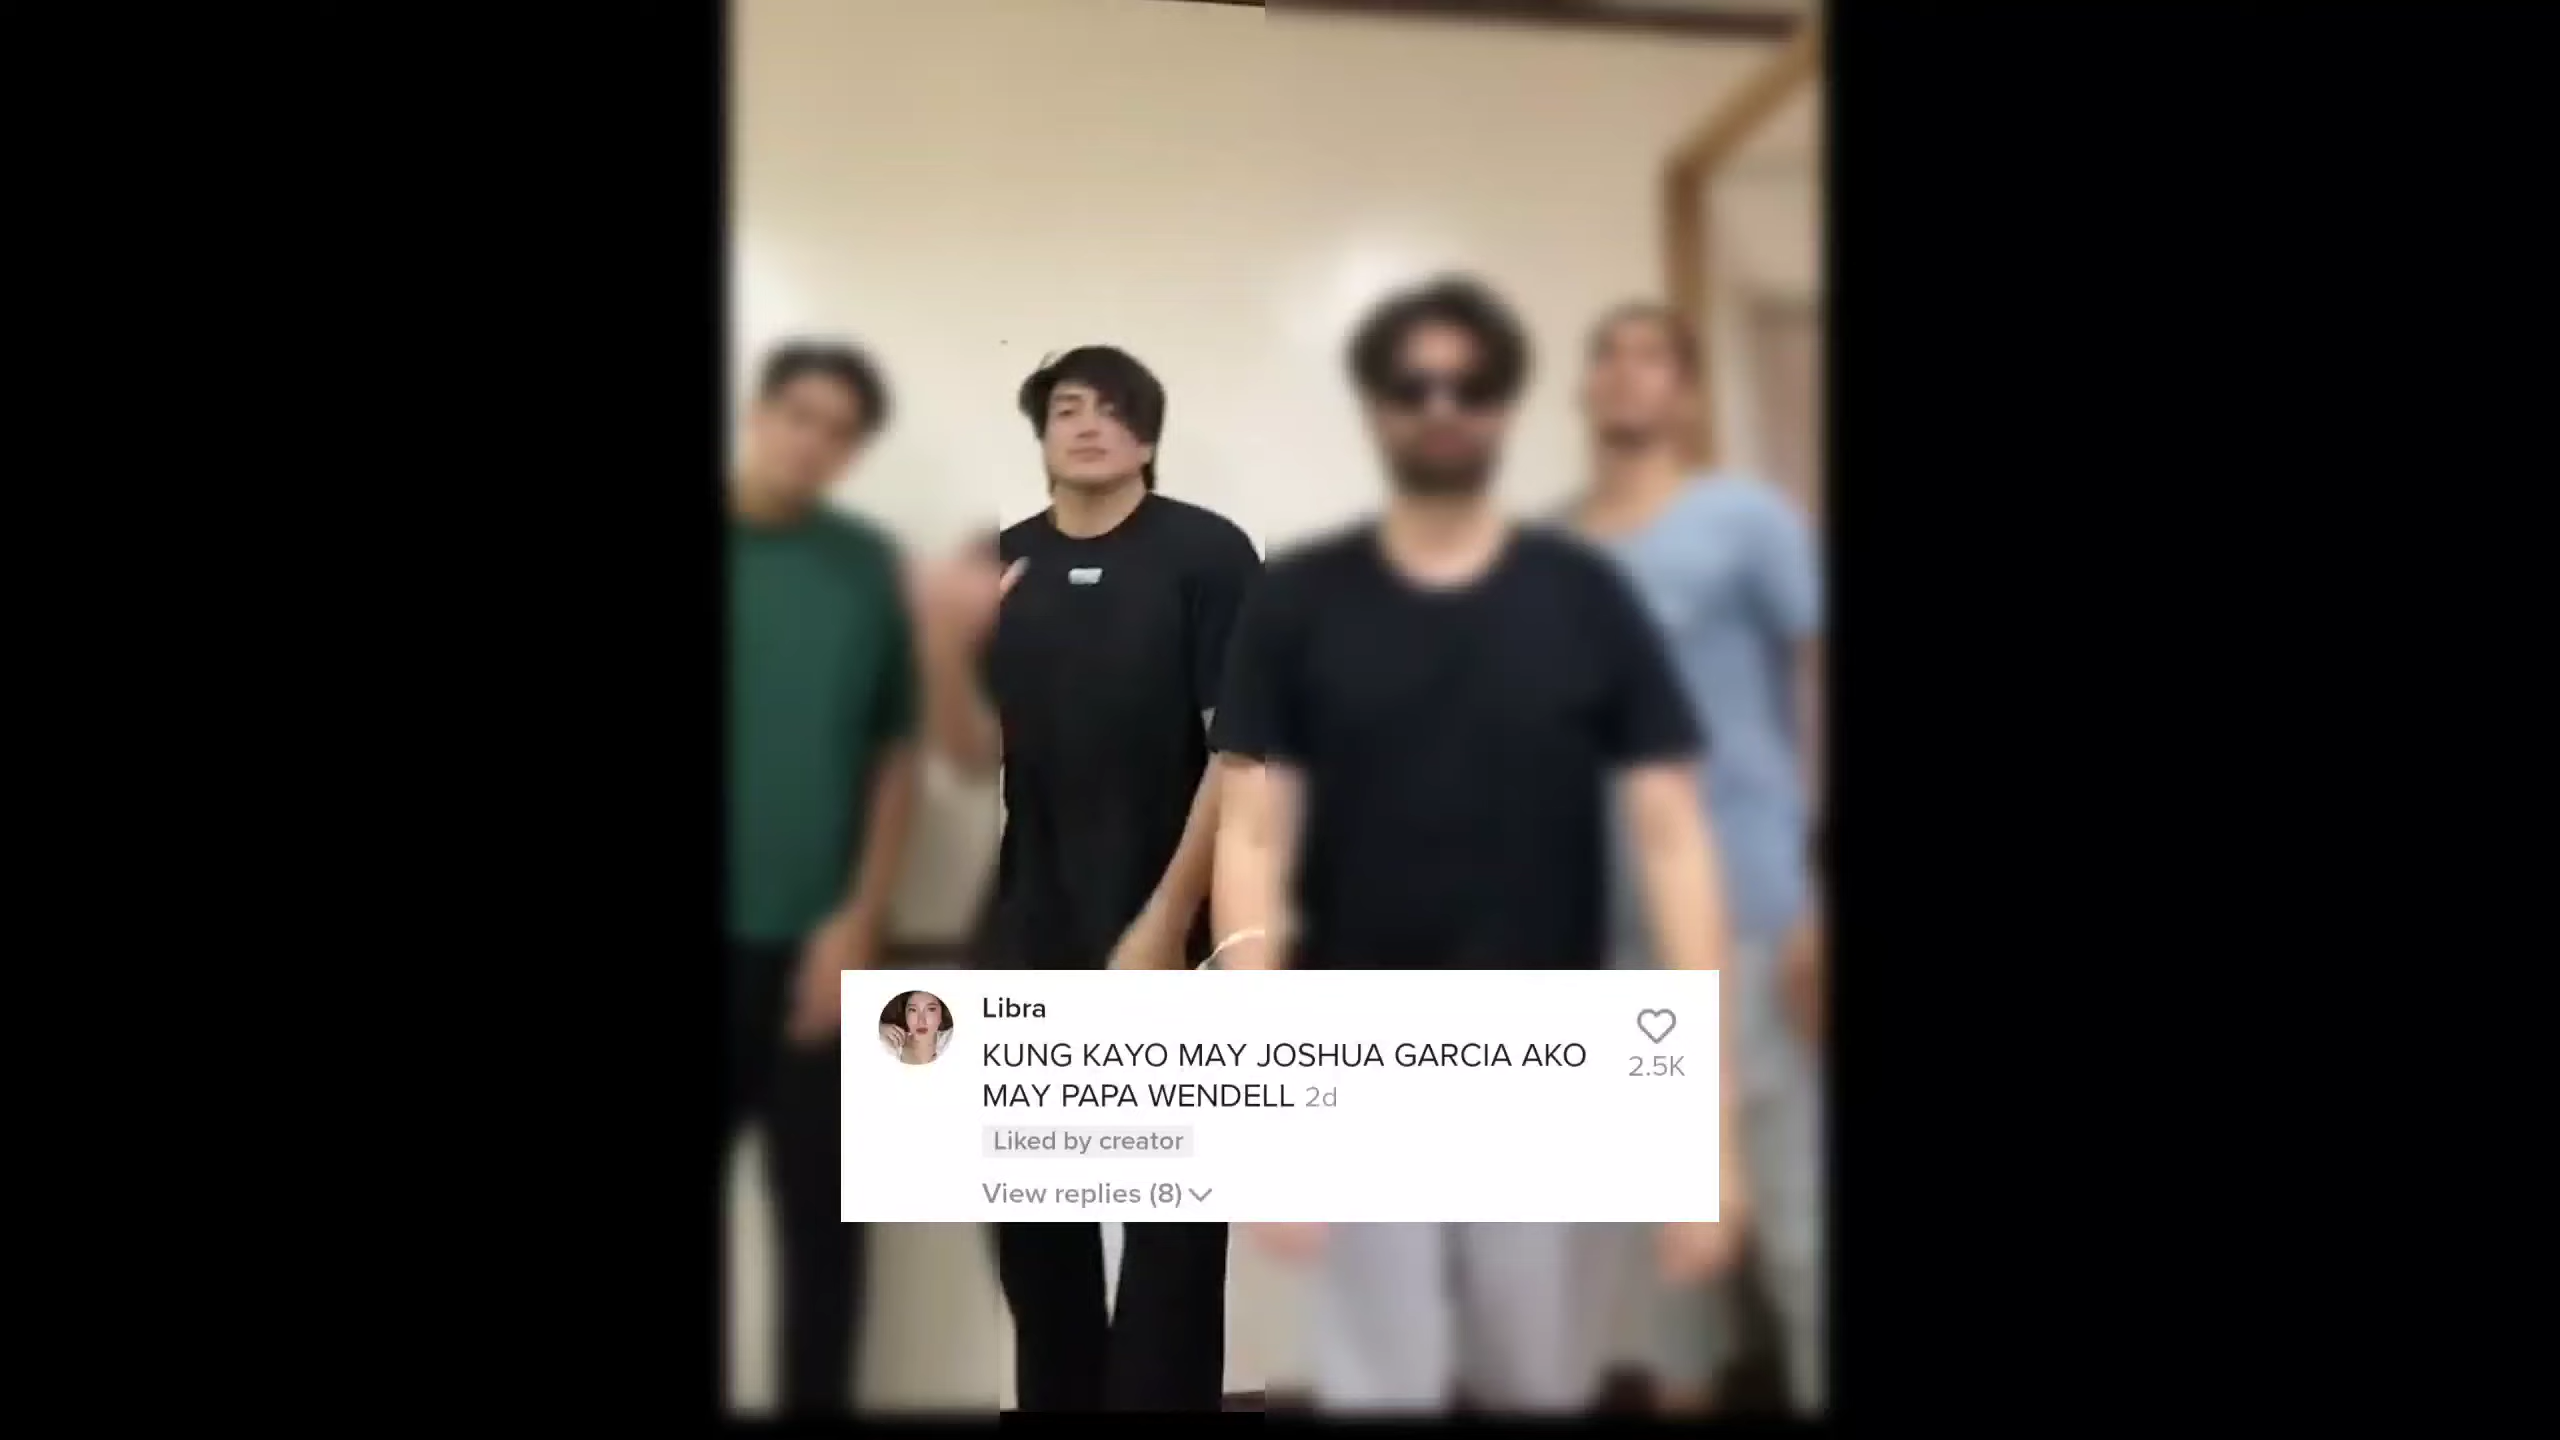 Libra
KUNG KAYO MAY JOSHUA GARCIA AKO
MAY PAPA WENDELL 2d
Liked by creator
View replies (8)
2.5K